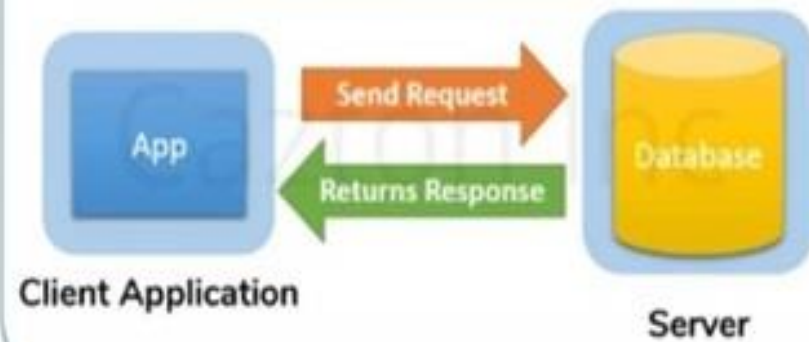 Send Request
App
Database
Returns Response
Client Application
Server